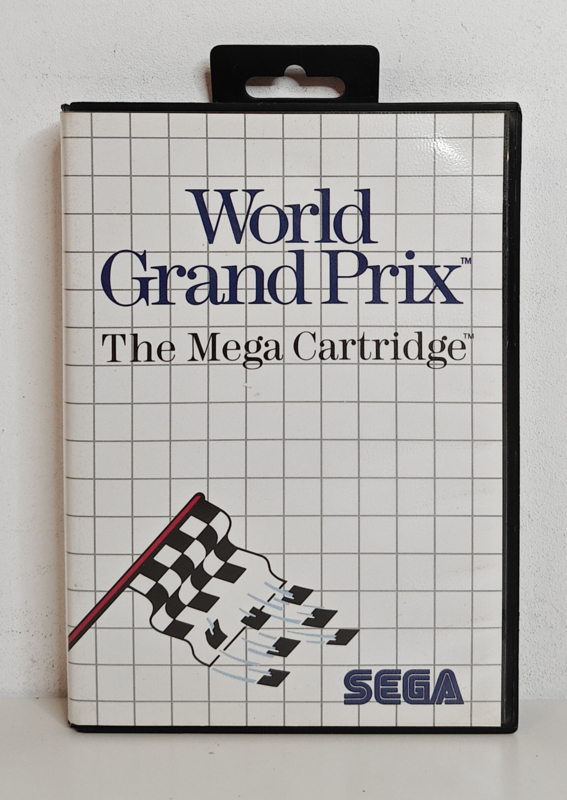 World
Grand Prix™
The Mega Cartridge™
SEGA